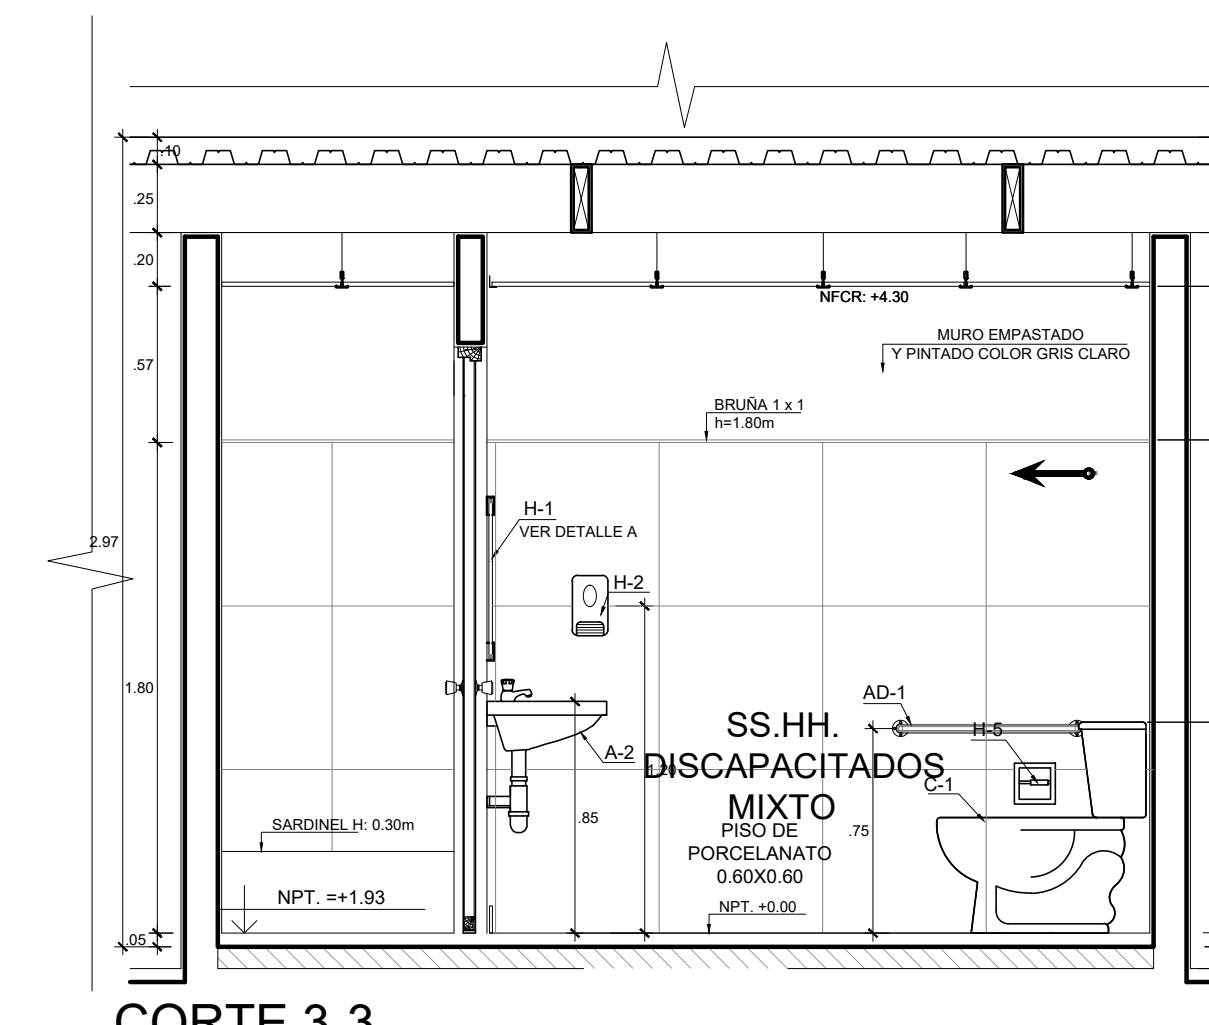 .10
.25
.20
NFCR: +4.30
MURO EMPASTADO
Y PINTADO COLOR GRIS CLARO
.57
BRUÑA 1 x 1
h=1.80m
H-1
VER DETALLE A
2.97
H-2
1.80
AD-1
SS.HH.
H-5
A-2
DISCAPACITADOS
1.20
C-1
MIXTO
.85
SARDINEL H: 0.30m
PISO DE
.75
PORCELANATO
0.60X0.60
NPT. =+1.93
NPT. +0.00
.05
CORTE 3-3